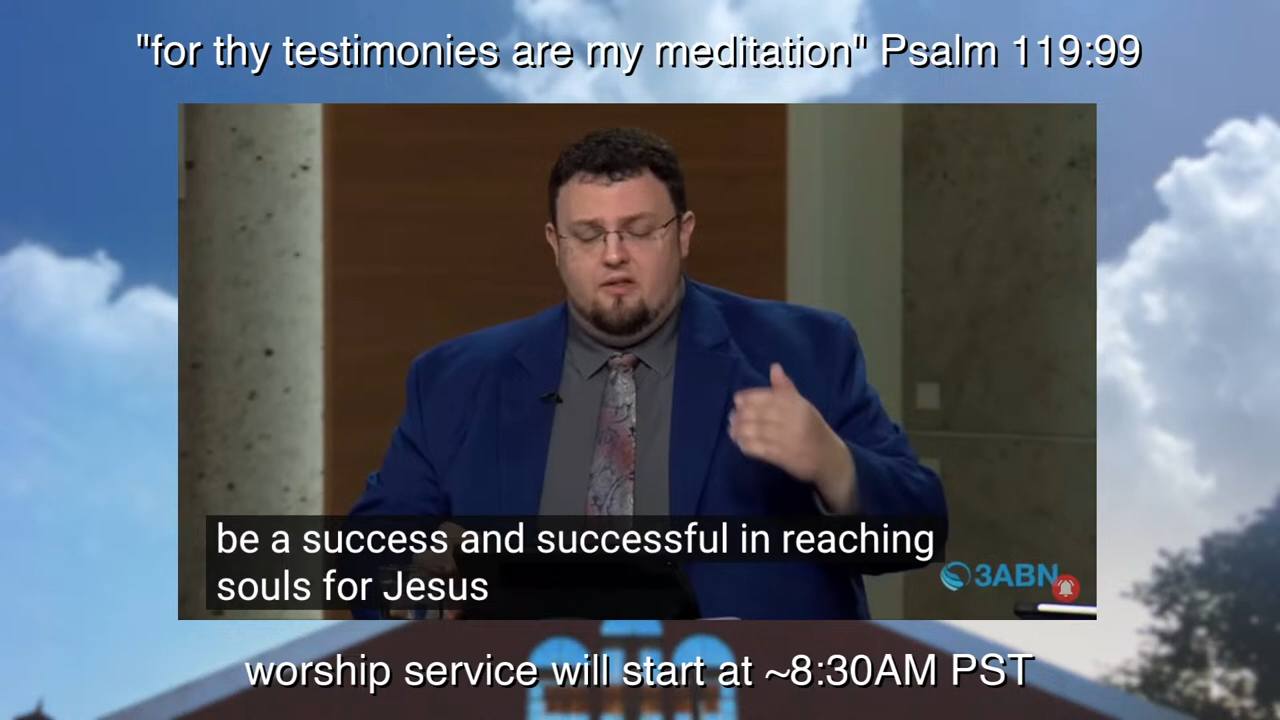 "for thy testimonies are my meditation" Psalm 119:99
be a success and successful in reaching
souls for Jesus
3ABN
worship service will start at ~8:30AM PST